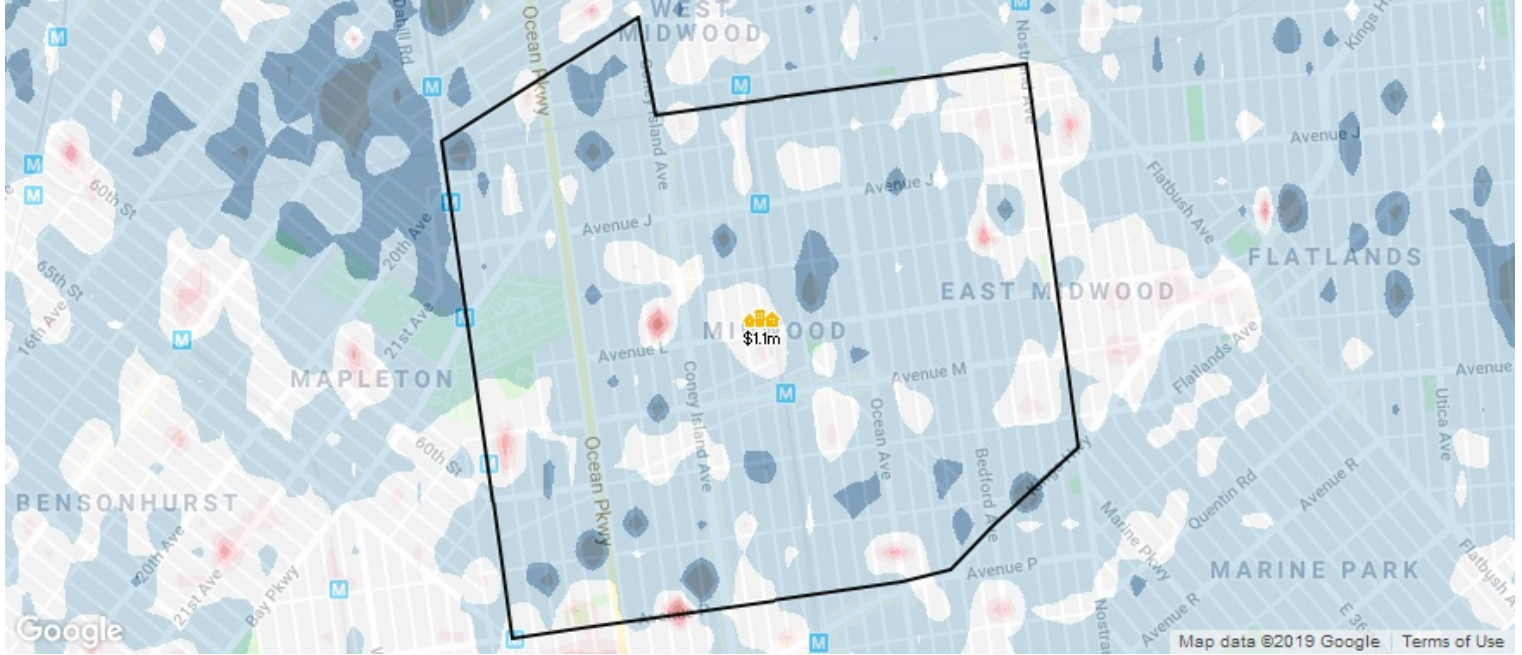 WEST
MIDWOOD
Dahill Rd
Ocean Pkwy
Coney Island Ave
Nostrand Ave
Kings H
M
M
M
Avenue J
M
M
60th St
Flatbush Ave
Avenue J
M
M
20th Ave
Avenue J
FLATLANDS
65th St
16th Ave
21st Ave
M
M
EAST MIDWOOD
MIDWOOD
$1.1m
Avenue L
Flatlands Ave
MAPLETON
Avenue M
Avenue
M
Coney Island Ave
Ocean Ave
Utica Ave
60th St
Ocean Pkwy
M
Bedford Ave
Kings Hwy
Avenue R
Quentin Rd
BENSONHURST
20th Ave
Marine Pkwy
Avenue P
MARINE PARK
21st Ave
Bay Pkwy
M
Avenue R
E 36
Google
M
M
Map data ©2019 Google
Terms of Use